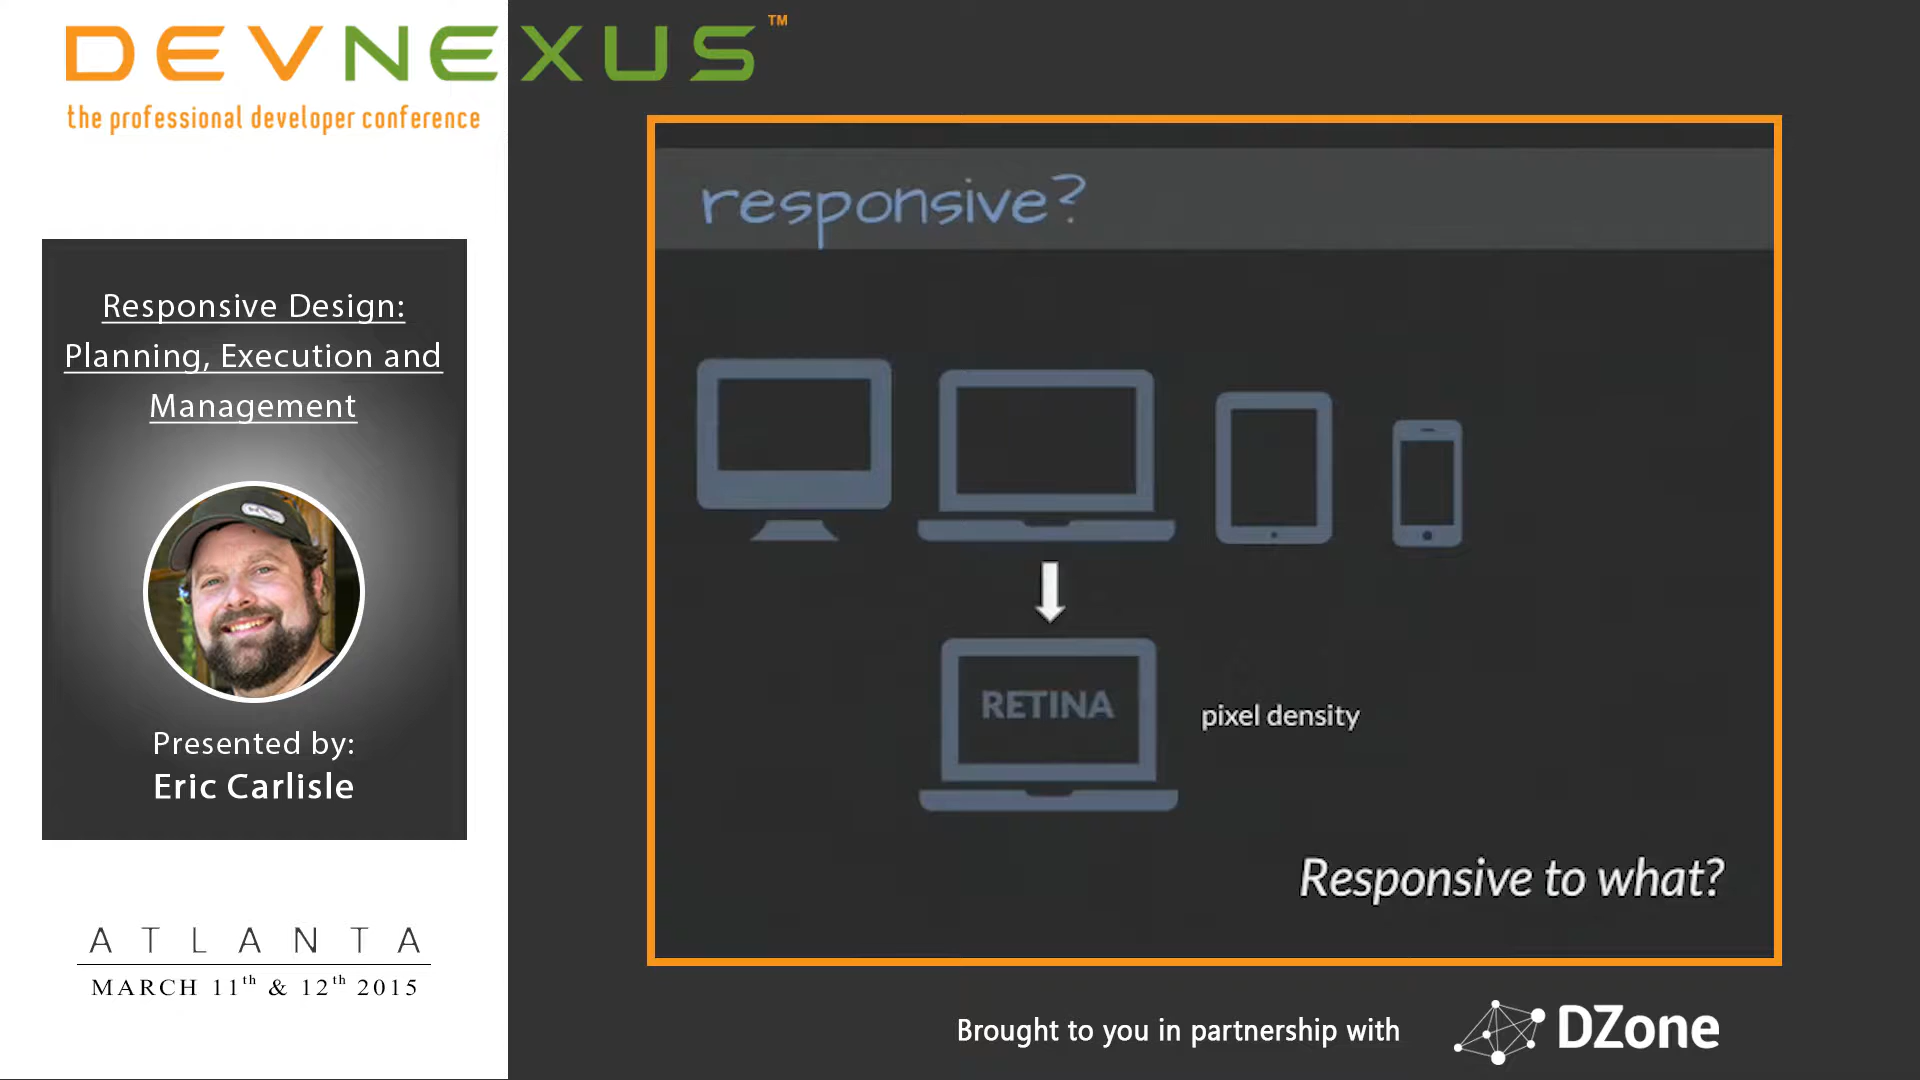 DEVNEXUS™
the professional developer conference
Responsive Design:
Planning, Execution and
Management
Presented by:
Eric Carlisle
ATLANTA
MARCH 11th & 12th 2015
responsive?
RETINA
pixel density
Responsive to what?
Brought to you in partnership with
DZone